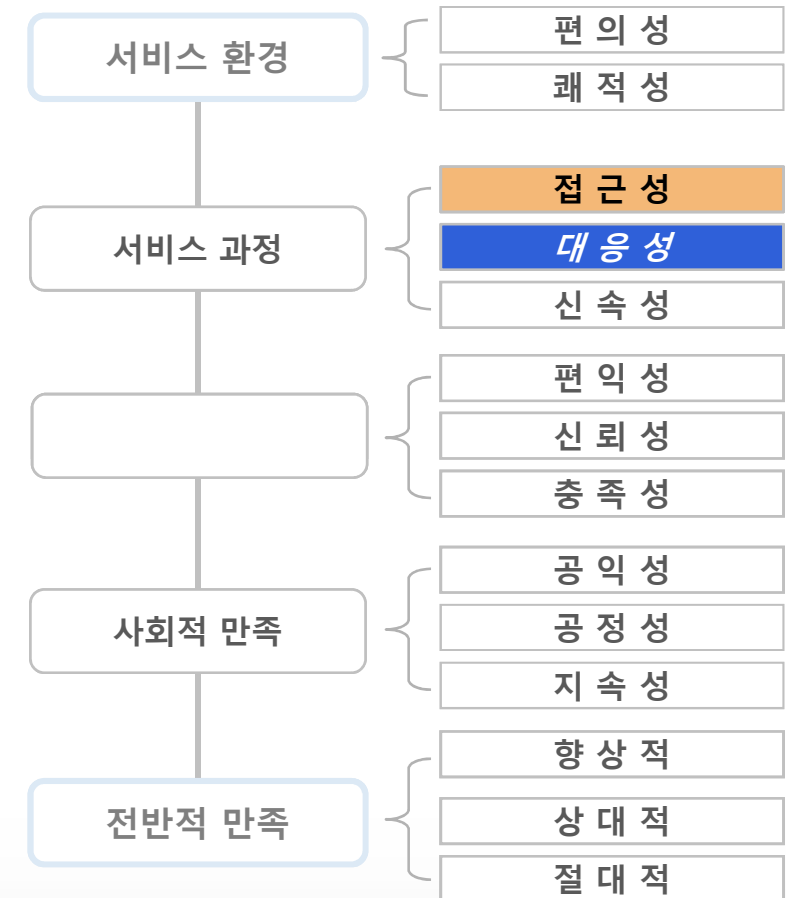 서비스 환경
편 의 성
쾌 적 성
서비스 과정
접 근 성
대 응 성
신 속 성
편 익 성
신 뢰 성
충 족 성
사회적 만족
공 익 성
공 정 성
지 속 성
전반적 만족
향 상 적
상 대 적
절 대 적